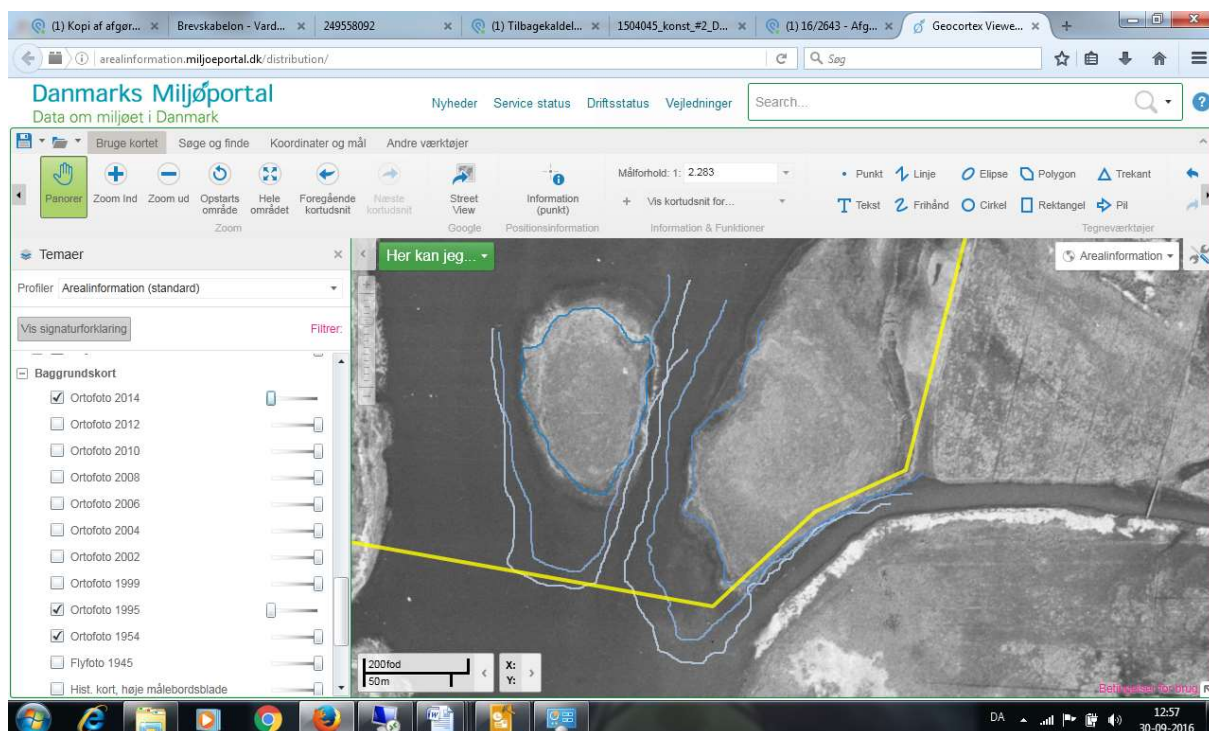 (1) Kopi af afgør... Brevskabelon - Vard... 249558092 (1) Tilbagekaldel... 1504045_konst_#2_D... (1) 16/2643 - Afg... Geocortex Viewe...
arealinformation.miljoeportal.dk/distribution/ Søg
Danmarks Miljøportal
Data om miljøet i Danmark
Nyheder Service status Driftsstatus Vejledninger Search...
Bruge kortet Søge og finde Koordinater og mål Andre værktøjer
Panorer Zoom Ind Zoom ud Opstarts område Hele området Foregående kortudsnit Næste kortudsnit Street View Information (punkt)
Målforhold: 1: 2.283
Vis kortudsnit for...
Punkt Linje Elipse Polygon Trekant
Tekst Frihånd Cirkel Rektangel Pil
Zoom Google Positionsinformation Information & Funktioner Tegneværktøjer
Temaer
Her kan jeg...
Arealinformation
Profiler Arealinformation (standard)
Vis signaturforklaring Filtrer:
Baggrundskort
Ortofoto 2014
Ortofoto 2012
Ortofoto 2010
Ortofoto 2008
Ortofoto 2006
Ortofoto 2004
Ortofoto 2002
Ortofoto 1999
Ortofoto 1995
Ortofoto 1954
Flyfoto 1945
Hist. kort, høje målebordsblade
200fod
50m
X:
Y:
Betingelser for brug
DA
12:57
30-09-2016